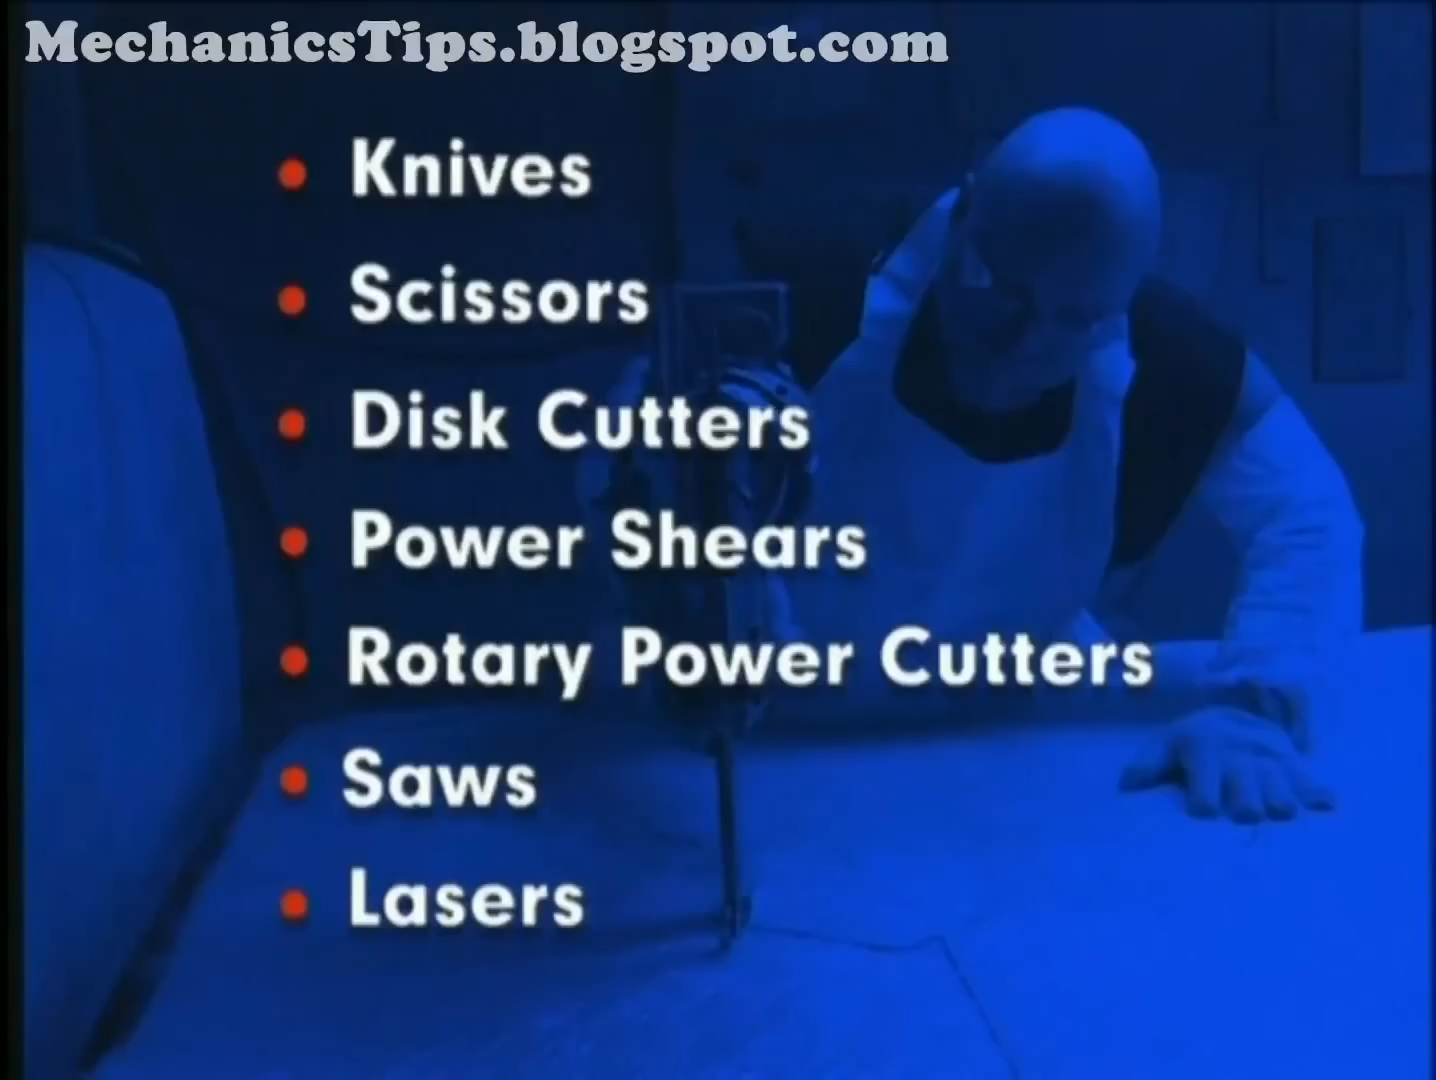 MechanicsTips.blogspot.com
• Knives
• Scissors
• Disk Cutters
• Power Shears
• Rotary Power Cutters
• Saws
• Lasers